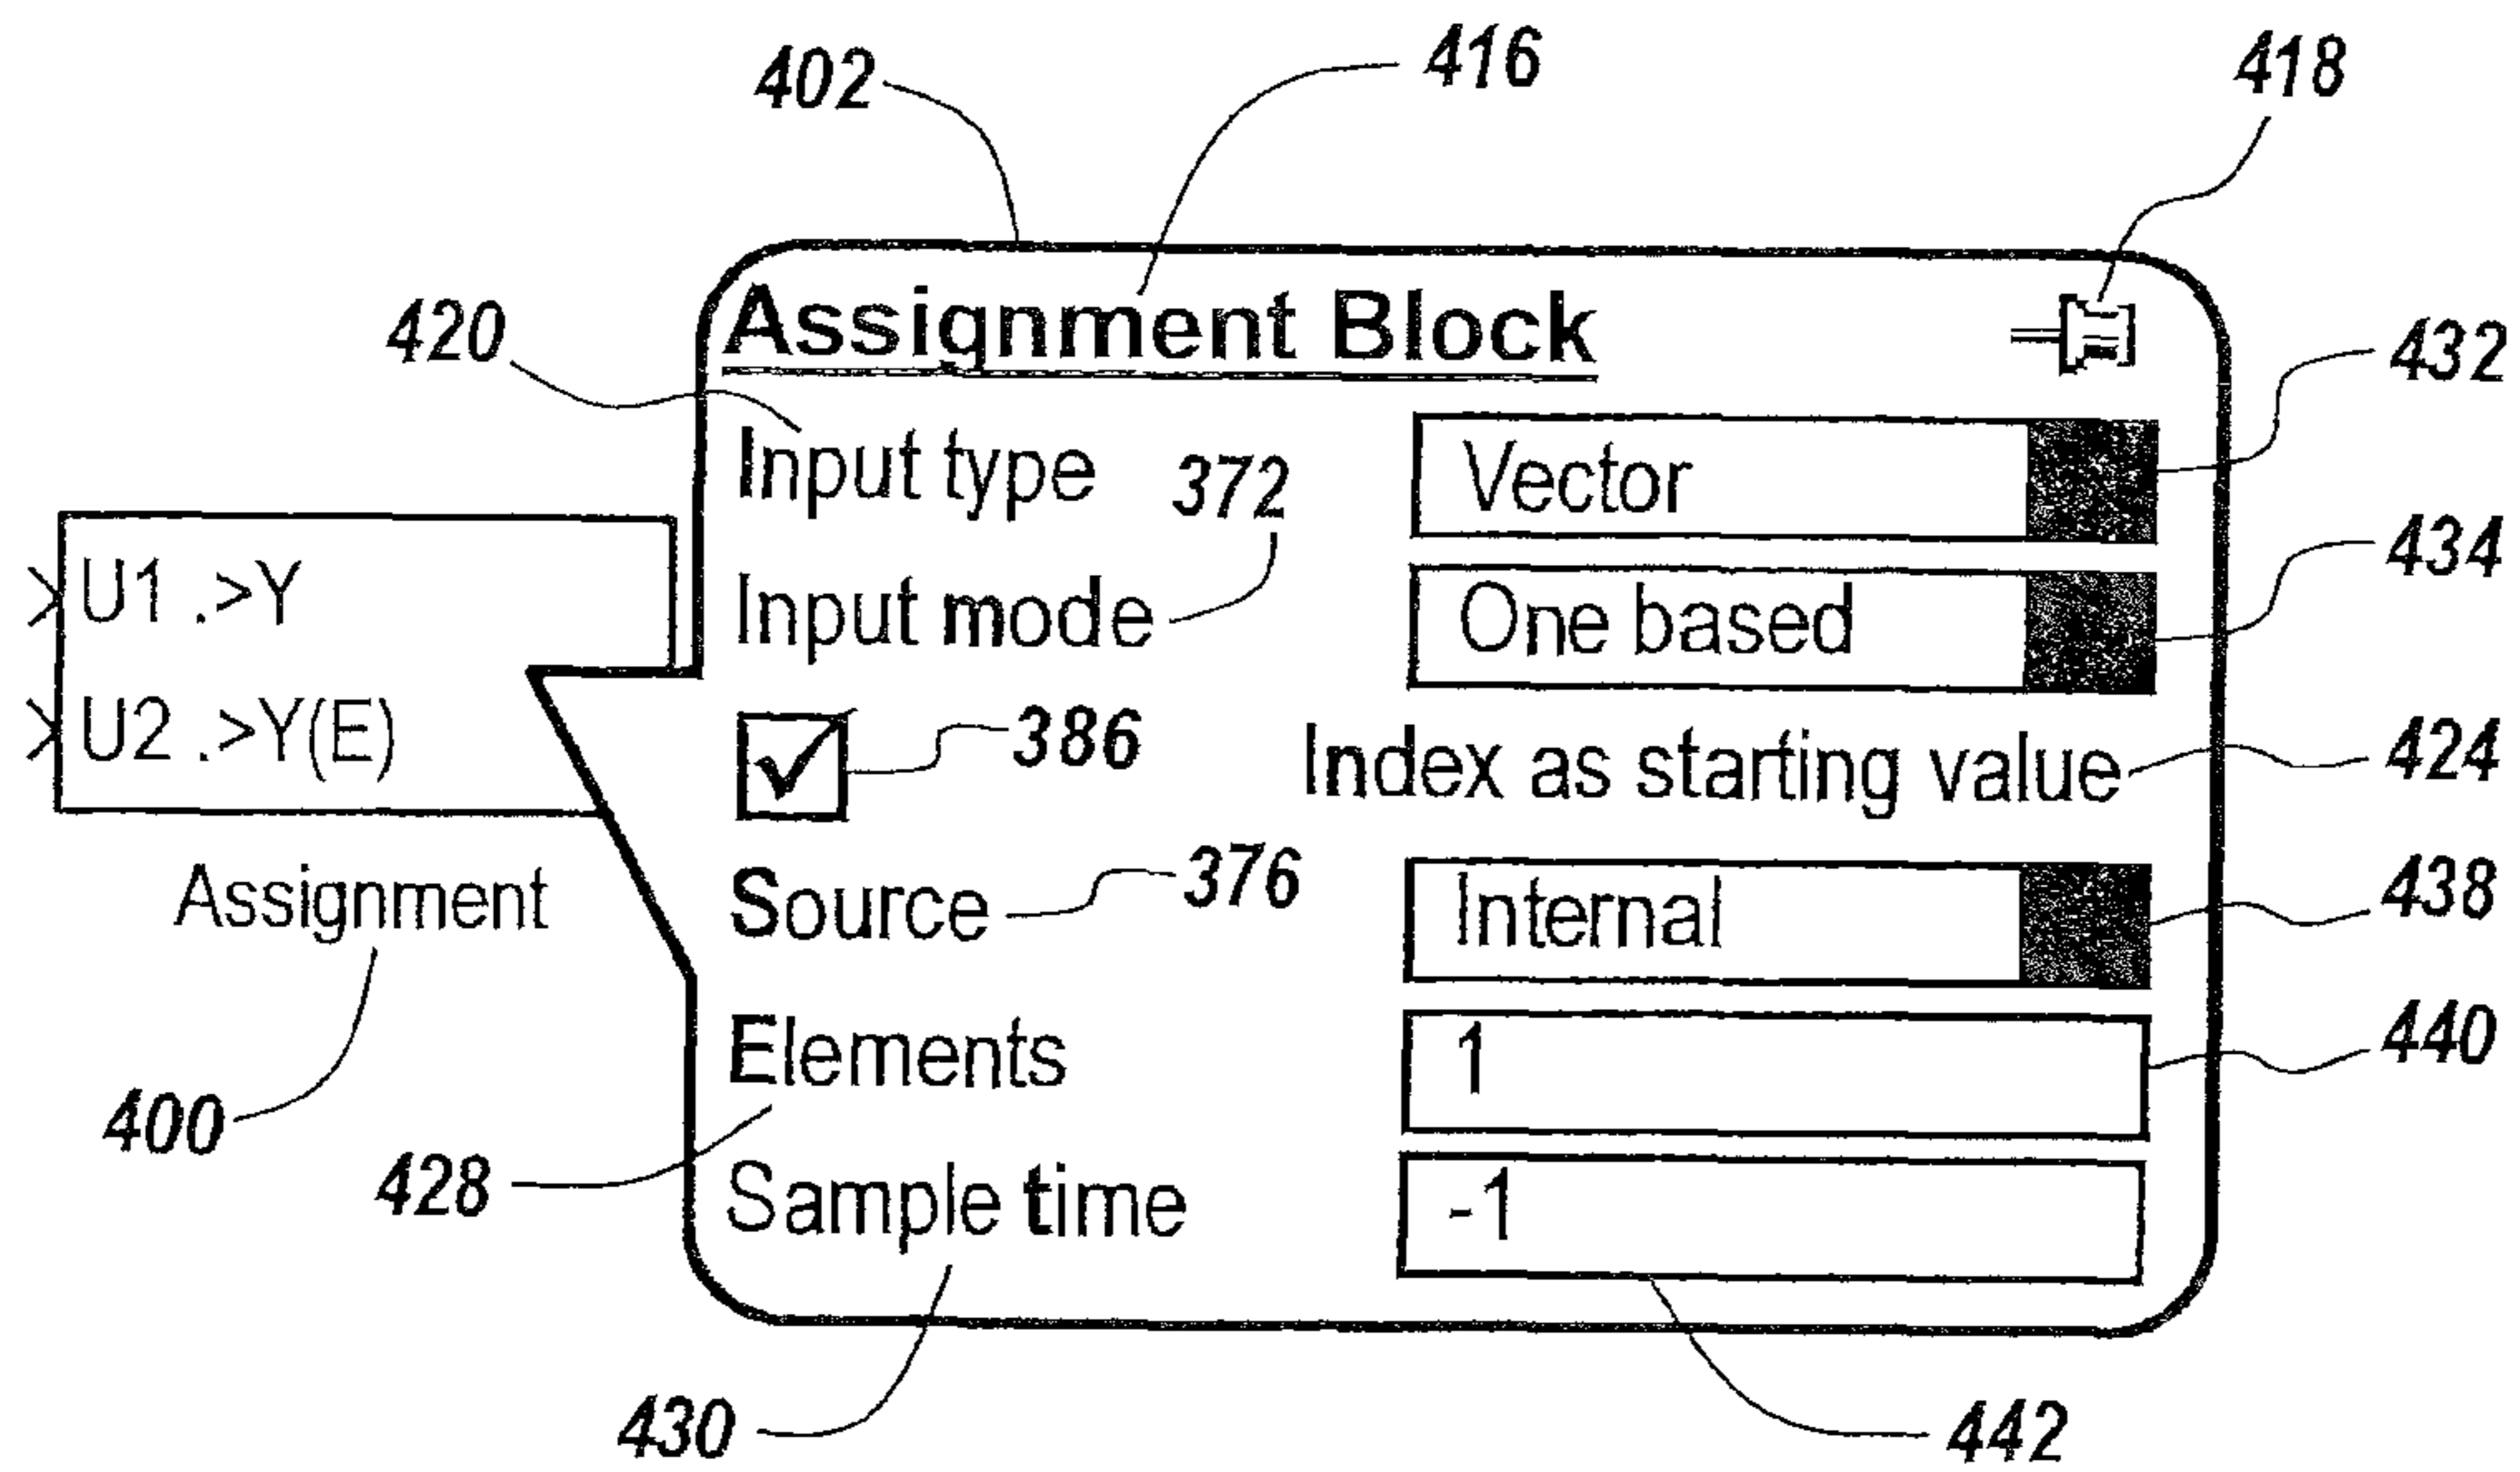 402
416
418
420
Assignment Block
432
Input type
372
Vector
434
Input mode
One based
U1 .>Y
U2 .>Y(E)
386
Index as starting value
424
Assignment
Source
376
Internal
438
400
Elements
1
440
428
Sample time
-1
430
442